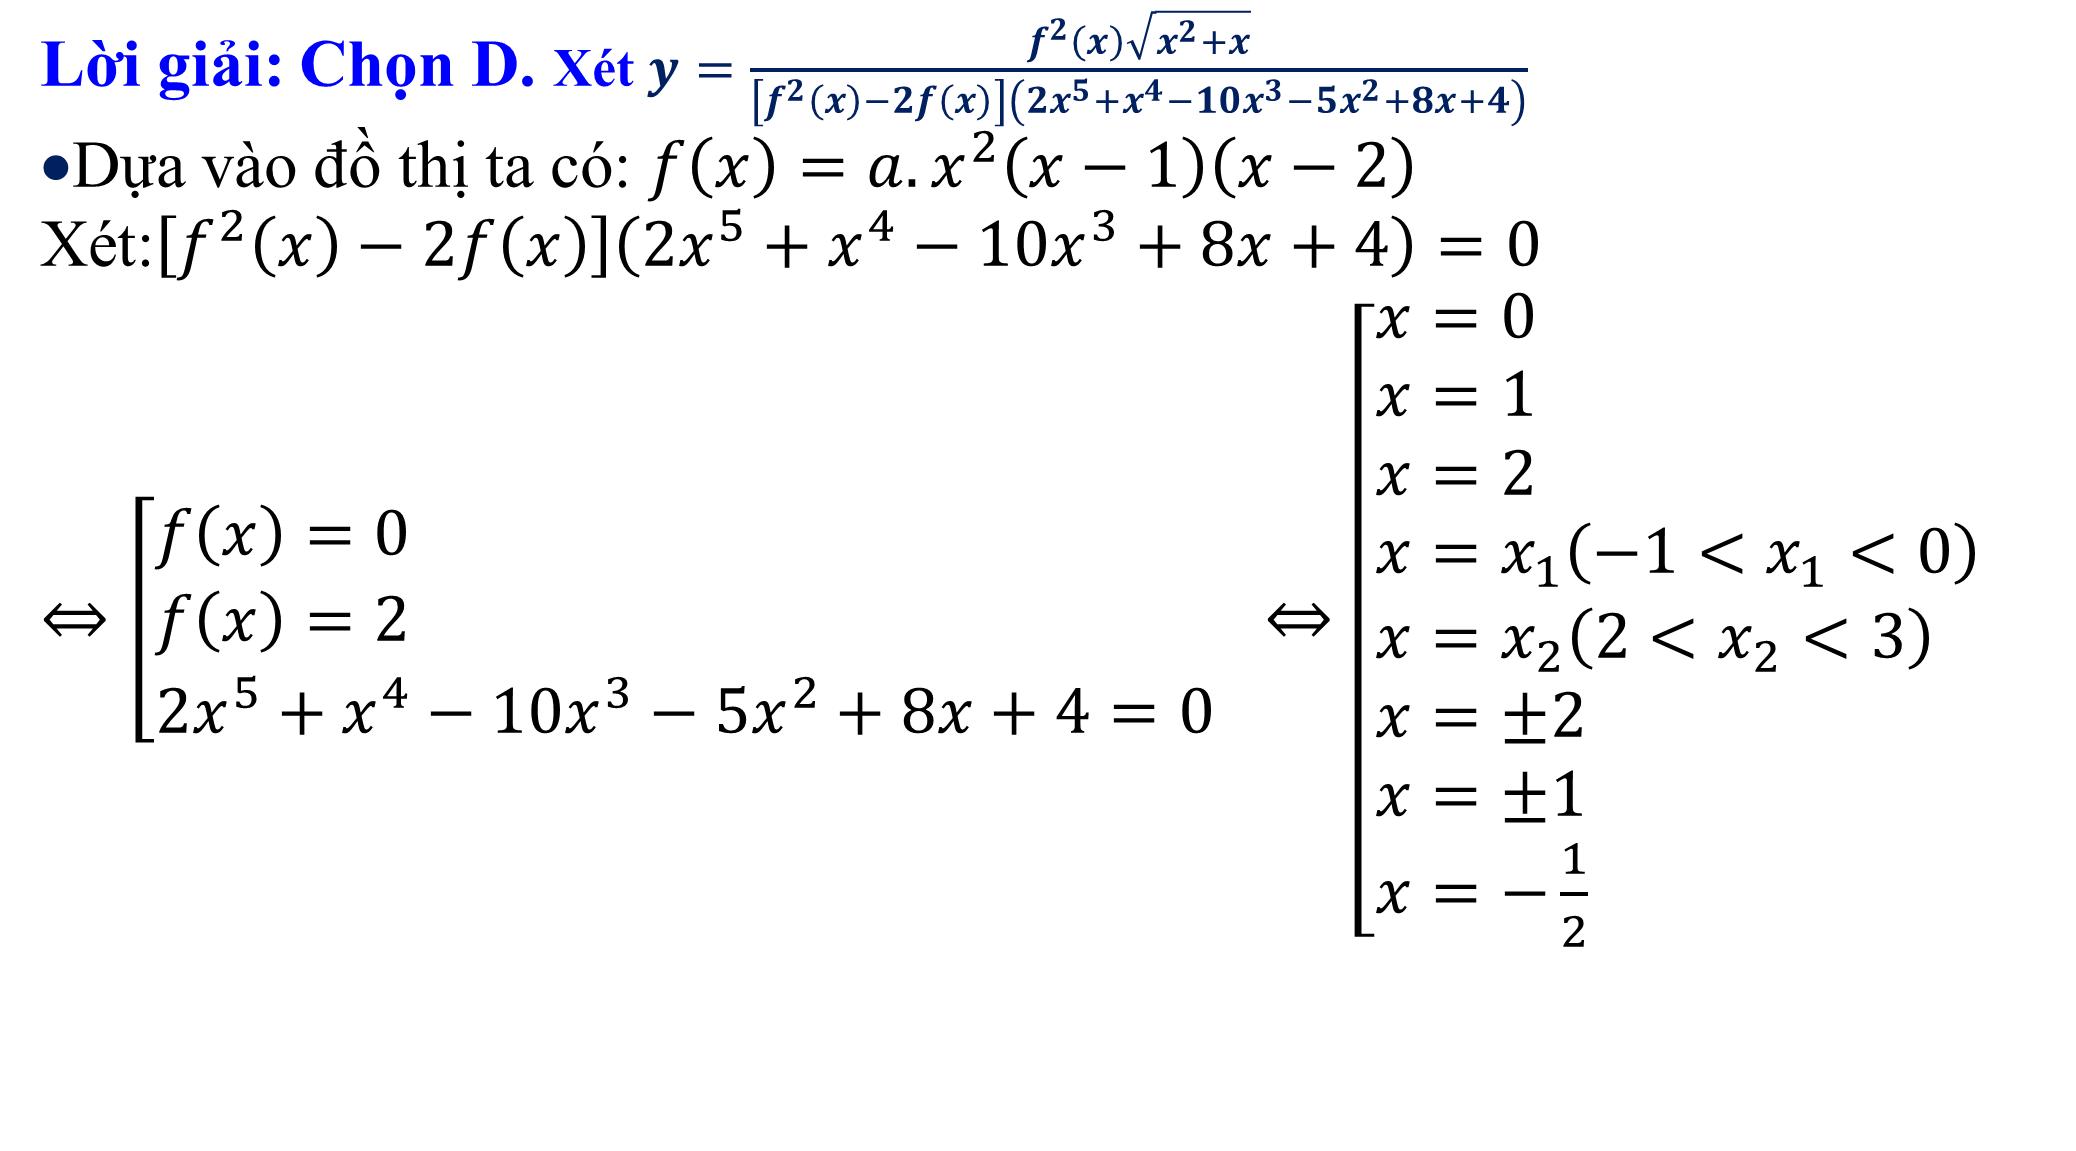 Lời giải: Chọn D. Xét y = f²(x)√(x²+x) / [f²(x)−2f(x)](2x⁵+x⁴−10x³−5x²+8x+4)
•Dựa vào đồ thị ta có: f(x) = a. x²(x − 1)(x − 2)
Xét:[f²(x) − 2f(x)](2x⁵ + x⁴ − 10x³ + 8x + 4) = 0
⇔ [f(x) = 0
f(x) = 2
2x⁵ + x⁴ − 10x³ − 5x² + 8x + 4 = 0
⇔ [x = 0
x = 1
x = 2
x = x₁(−1 < x₁ < 0)
x = x₂(2 < x₂ < 3)
x = ±2
x = ±1
x = −1/2